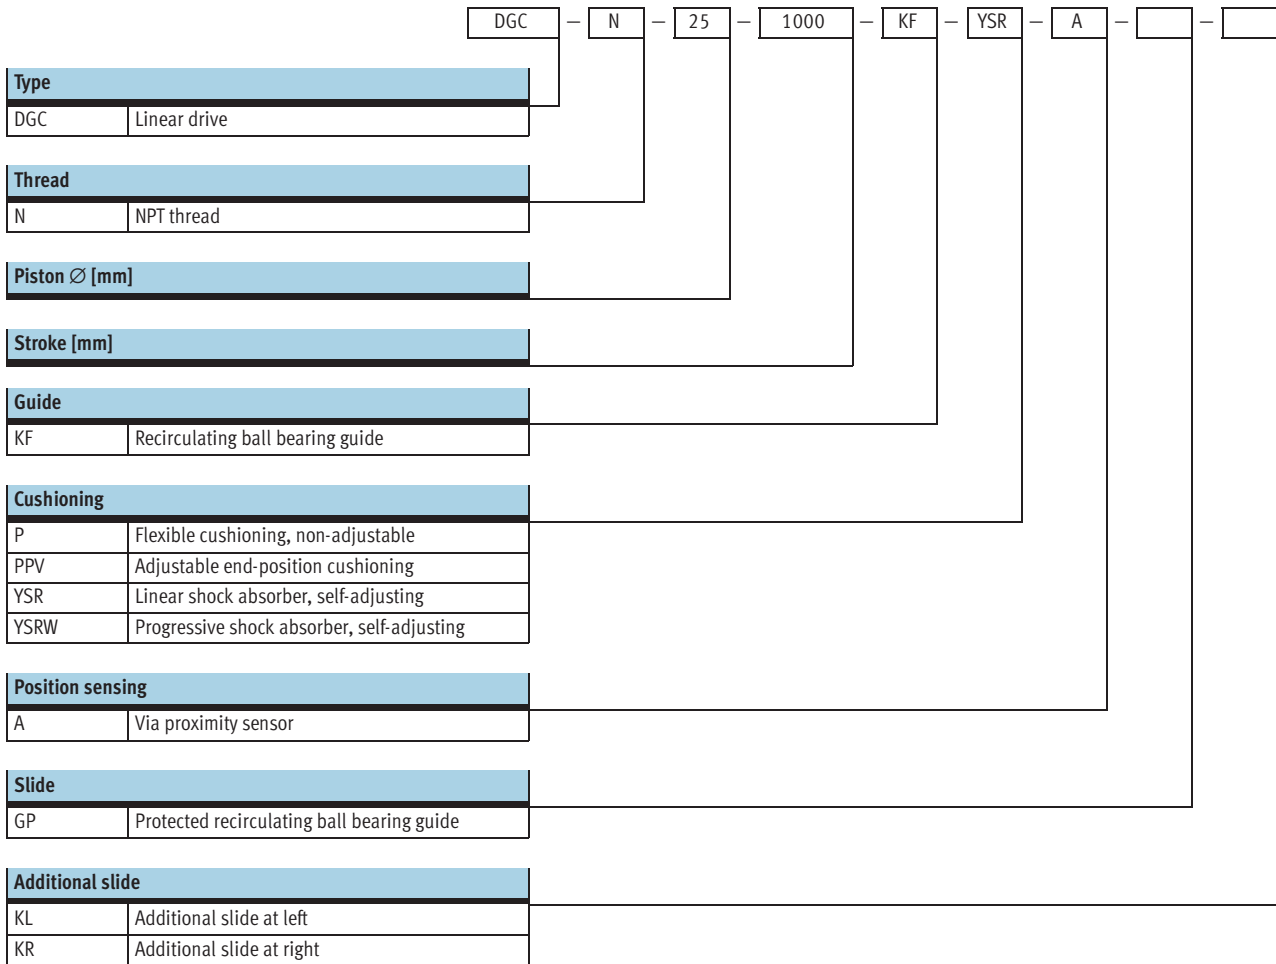 DGC – N – 25 – 1000 – KF – YSR – A – –
Type
DGC Linear drive
Thread
N NPT thread
Piston ∅ [mm]
Stroke [mm]
Guide
KF Recirculating ball bearing guide
Cushioning
P Flexible cushioning, non-adjustable
PPV Adjustable end-position cushioning
YSR Linear shock absorber, self-adjusting
YSRW Progressive shock absorber, self-adjusting
Position sensing
A Via proximity sensor
Slide
GP Protected recirculating ball bearing guide
Additional slide
KL Additional slide at left
KR Additional slide at right